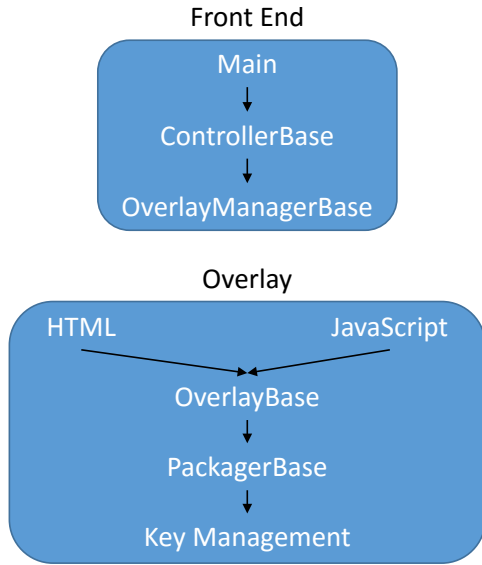 Front End
Main
ControllerBase
OverlayManagerBase
Overlay
HTML JavaScript
OverlayBase
PackagerBase
Key Management